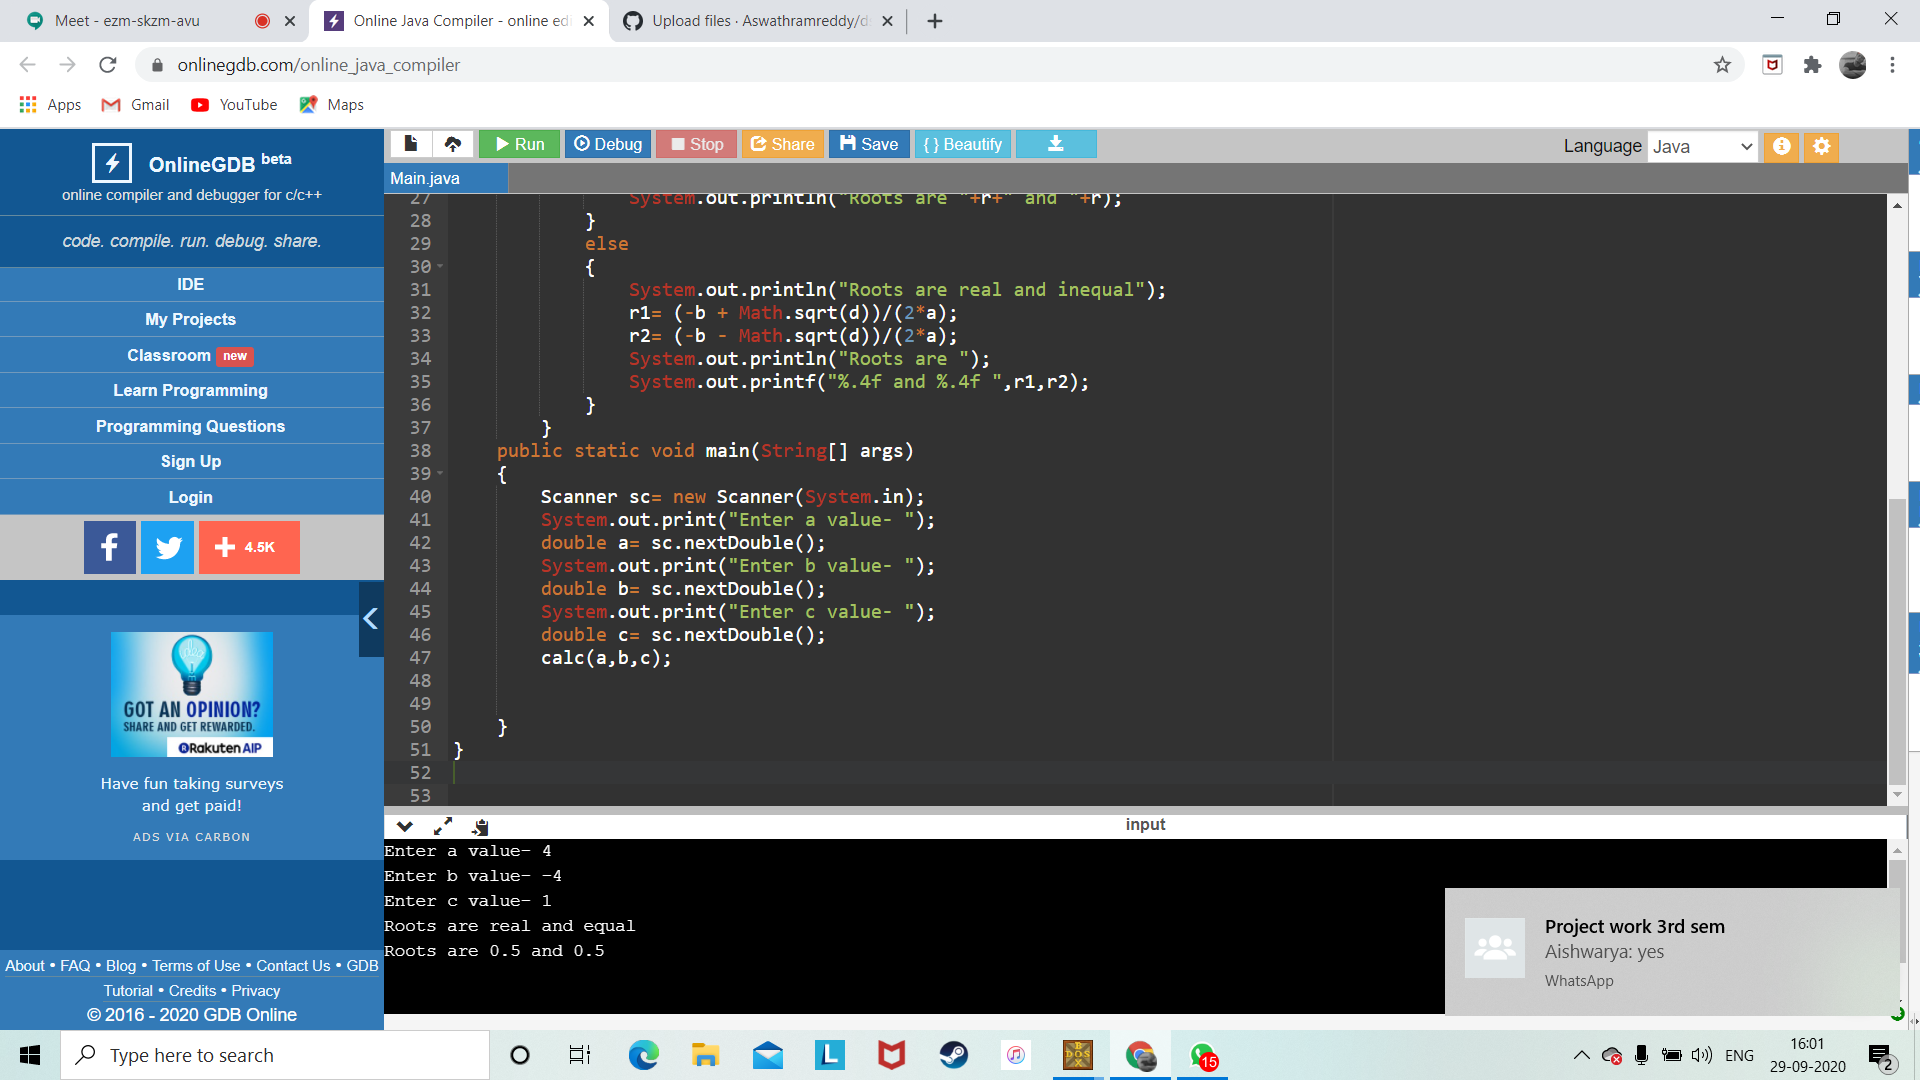 Meet - ezm-skzm-avu
Online Java Compiler - online edi
Upload files · Aswathramreddy/ds
onlinegdb.com/online_java_compiler
Apps
Gmail
YouTube
Maps
OnlineGDB beta
online compiler and debugger for c/c++
code. compile. run. debug. share.
IDE
My Projects
Classroom new
Learn Programming
Programming Questions
Sign Up
Login
f
+ 4.5K
<
GOT AN OPINION?
SHARE AND GET REWARDED.
Rakuten AIP
Have fun taking surveys
and get paid!
ADS VIA CARBON
About • FAQ • Blog • Terms of Use • Contact Us • GDB
Tutorial • Credits • Privacy
© 2016 - 2020 GDB Online
Run
Debug
Stop
Share
Save
{ } Beautify
Language Java
Main.java
27 System.out.println("Roots are "+r+" and "+r);
28 }
29 else
30 {
31 System.out.println("Roots are real and inequal");
32 r1= (-b + Math.sqrt(d))/(2*a);
33 r2= (-b - Math.sqrt(d))/(2*a);
34 System.out.println("Roots are ");
35 System.out.printf("%.4f and %.4f ",r1,r2);
36 }
37 }
38 public static void main(String[] args)
39 {
40 Scanner sc= new Scanner(System.in);
41 System.out.print("Enter a value- ");
42 double a= sc.nextDouble();
43 System.out.print("Enter b value- ");
44 double b= sc.nextDouble();
45 System.out.print("Enter c value- ");
46 double c= sc.nextDouble();
47 calc(a,b,c);
48
49
50 }
51 }
52
53
input
Enter a value- 4
Enter b value- -4
Enter c value- 1
Roots are real and equal
Roots are 0.5 and 0.5
Project work 3rd sem
Aishwarya: yes
WhatsApp
Type here to search
L
DOS
15
ENG
16:01
29-09-2020
2